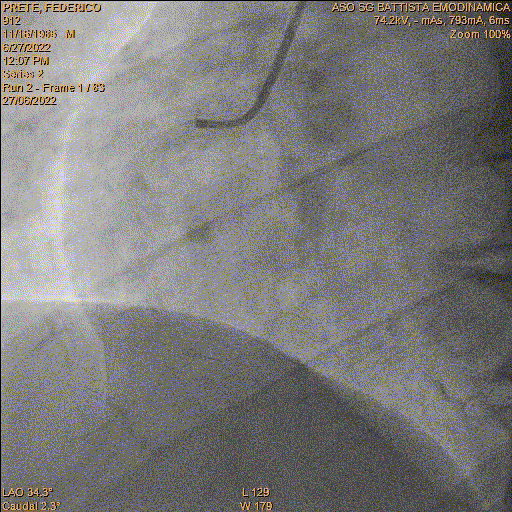 PRETE, FEDERICO
912
11/18/1985 M
6/27/2022
12:07 PM
Series 2
Run 2 - Frame 1 / 63
27/06/2022
ASO SG BATTISTA EMODINAMICA
74.2kV, - mAs, 793mA, 6ms
Zoom 100%
LAO 34.3°
Caudal 2.3°
L 129
W 179